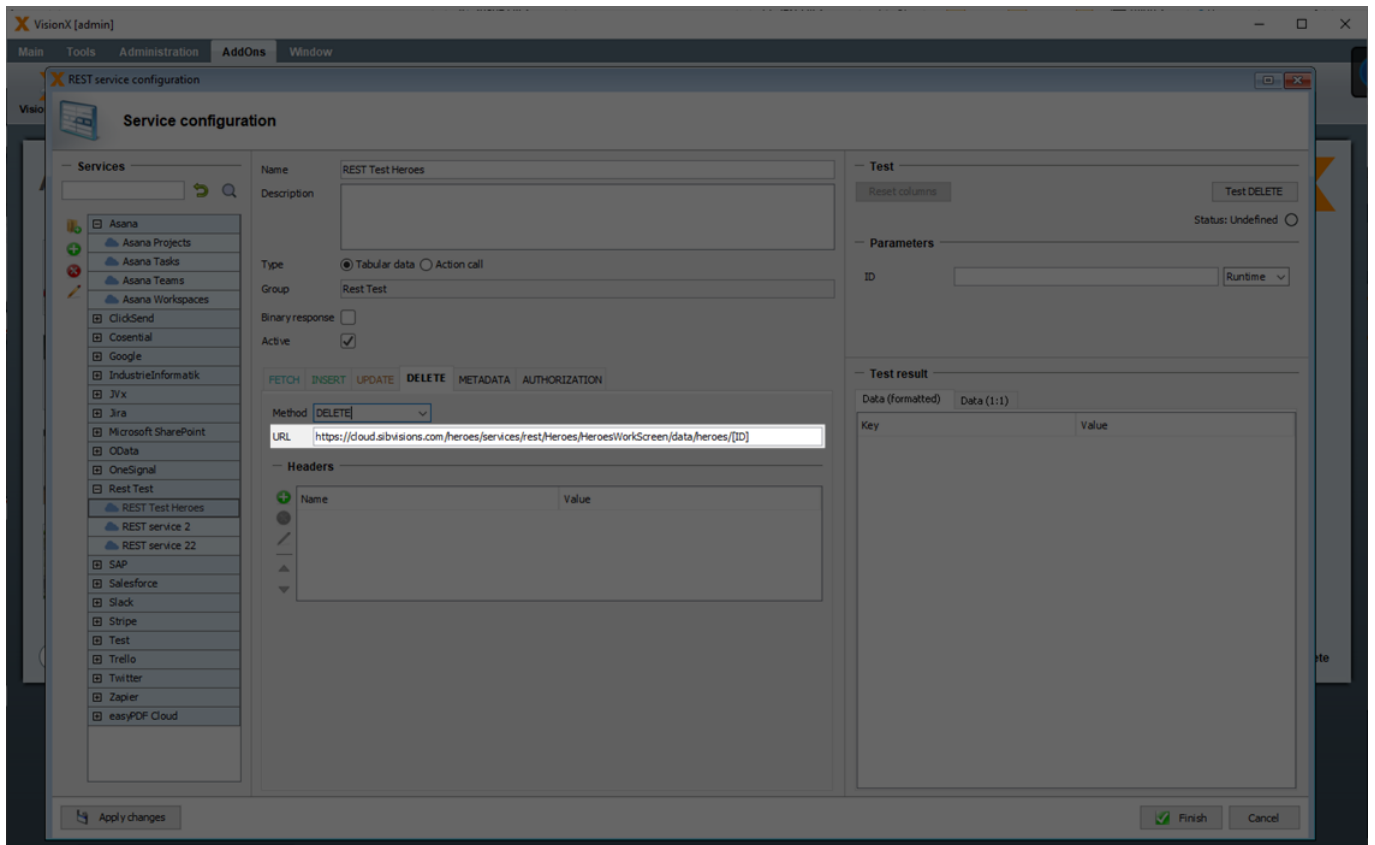 VisionX [admin]
Main Tools Administration AddOns Window
REST service configuration
Visio
Service configuration
Services
Asana
Asana Projects
Asana Tasks
Asana Teams
Asana Workspaces
ClickSend
Cosential
Google
IndustrieInformatik
JVx
Jira
Microsoft SharePoint
OData
OneSignal
Rest Test
REST Test Heroes
REST service 2
REST service 22
SAP
Salesforce
Slack
Stripe
Test
Trello
Twitter
Zapier
easyPDF Cloud
Name REST Test Heroes
Description
Type Tabular data Action call
Group Rest Test
Binary response
Active
FETCH INSERT UPDATE DELETE METADATA AUTHORIZATION
Method DELETE
URL https://cloud.sibvisions.com/heroes/services/rest/Heroes/HeroesWorkScreen/data/heroes/[ID]
Headers
Name Value
Test
Reset columns Test DELETE
Status: Undefined
Parameters
ID Runtime
Test result
Data (formatted) Data (1:1)
Key Value
ete
Apply changes Finish Cancel